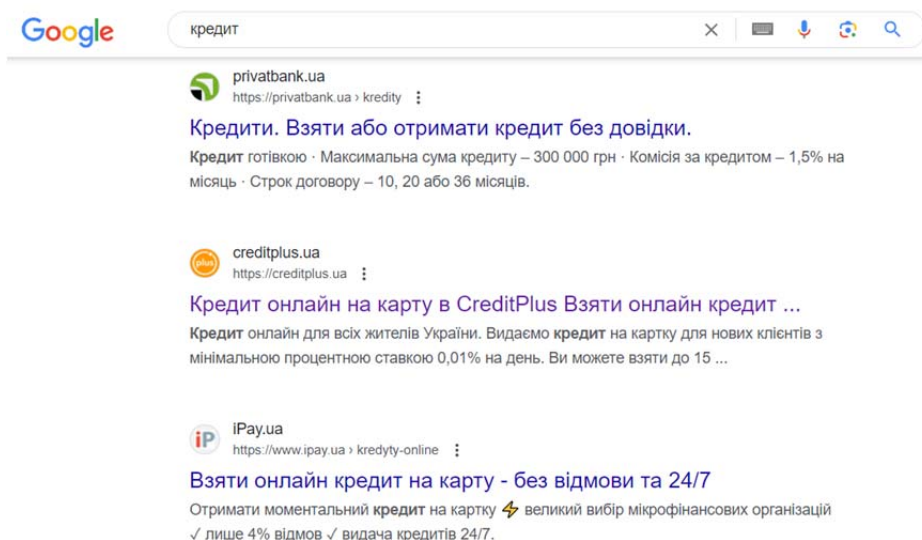 Google
кредит
privatbank.ua
https://privatbank.ua › kredity
Кредити. Взяти або отримати кредит без довідки.
Кредит готівкою · Максимальна сума кредиту – 300 000 грн · Комісія за кредитом – 1,5% на
місяць · Строк договору – 10, 20 або 36 місяців.
plus
creditplus.ua
https://creditplus.ua
Кредит онлайн на карту в CreditPlus Взяти онлайн кредит ...
Кредит онлайн для всіх жителів України. Видаємо кредит на картку для нових клієнтів з
мінімальною процентною ставкою 0,01% на день. Ви можете взяти до 15 ...
iP
iPay.ua
https://www.ipay.ua › kredyty-online
Взяти онлайн кредит на карту - без відмови та 24/7
Отримати моментальний кредит на картку ⚡ великий вибір мікрофінансових організацій
✓ лише 4% відмов ✓ видача кредитів 24/7.